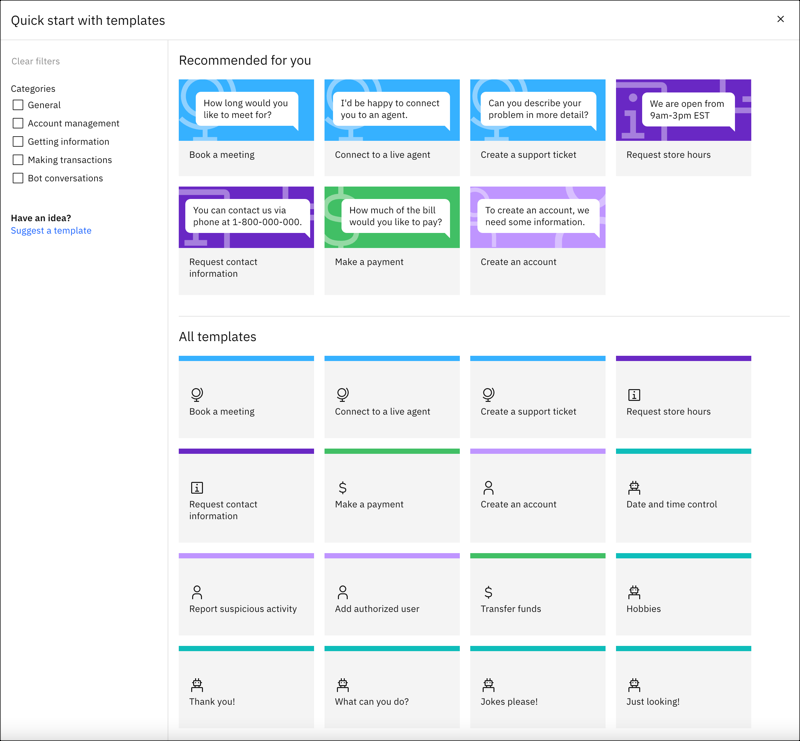 Quick start with templates
Clear filters
Categories
General
Account management
Getting information
Making transactions
Bot conversations
Have an idea?
Suggest a template
Recommended for you
How long would you
like to meet for?
Book a meeting
I'd be happy to connect
you to an agent.
Connect to a live agent
Can you describe your
problem in more detail?
Create a support ticket
We are open from
9am-3pm EST
Request store hours
You can contact us via
phone at 1-800-000-000.
Request contact
information
How much of the bill
would you like to pay?
Make a payment
To create an account, we
need some information.
Create an account
All templates
Book a meeting
Connect to a live agent
Create a support ticket
Request store hours
Request contact
information
Make a payment
Create an account
Date and time control
Report suspicious activity
Add authorized user
Transfer funds
Hobbies
Thank you!
What can you do?
Jokes please!
Just looking!